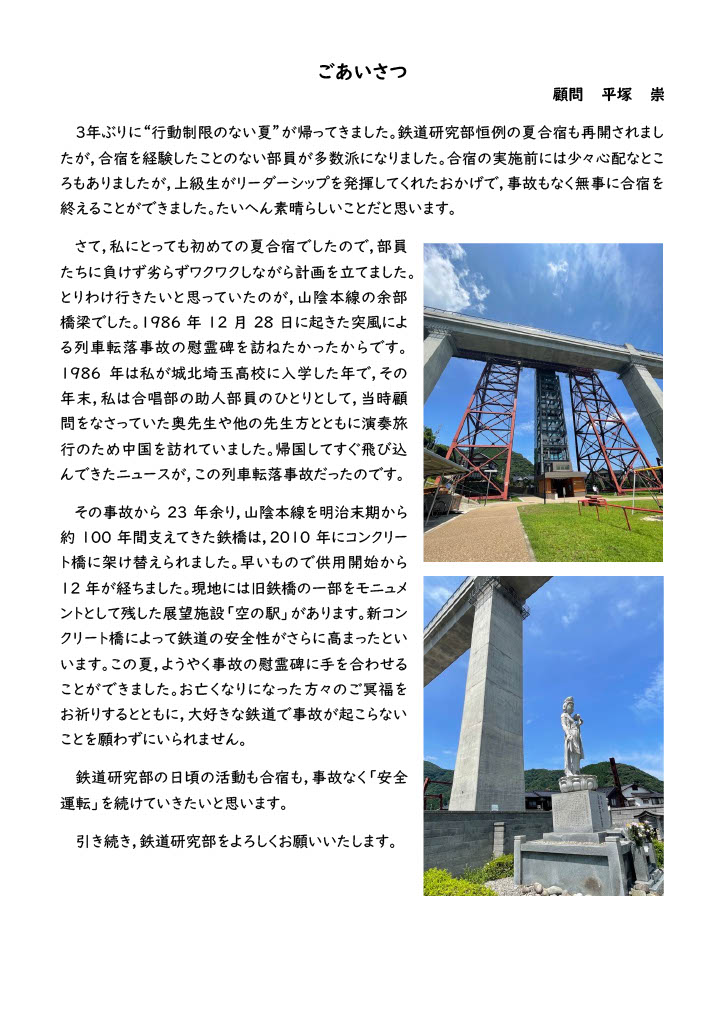 ごあいさつ
顧問 平塚 崇
3年ぶりに“行動制限のない夏”が帰ってきました。鉄道研究部恒例の夏合宿も再開されまし
たが,合宿を経験したことのない部員が多数派になりました。合宿の実施前には少々心配なとこ
ろもありましたが,上級生がリーダーシップを発揮してくれたおかげで,事故もなく無事に合宿を
終えることができました。たいへん素晴らしいことだと思います。
さて,私にとっても初めての夏合宿でしたので,部員
たちに負けず劣らずワクワクしながら計画を立てました。
とりわけ行きたいと思っていたのが,山陰本線の余部
橋梁でした。1986 年 12 月 28 日に起きた突風によ
る列車転落事故の慰霊碑を訪ねたかったからです。
1986 年は私が城北埼玉高校に入学した年で,その
年末,私は合唱部の助人部員のひとりとして,当時顧
問をなさっていた奥先生や他の先生方とともに演奏旅
行のため中国を訪れていました。帰国してすぐ飛び込
んできたニュースが,この列車転落事故だったのです。
その事故から 23 年余り,山陰本線を明治末期から
約 100 年間支えてきた鉄橋は,2010 年にコンクリー
ト橋に架け替えられました。早いもので供用開始から
12 年が経ちました。現地には旧鉄橋の一部をモニュメ
ントとして残した展望施設「空の駅」があります。新コン
クリート橋によって鉄道の安全性がさらに高まったとい
います。この夏,ようやく事故の慰霊碑に手を合わせる
ことができました。お亡くなりになった方々のご冥福を
お祈りするとともに,大好きな鉄道で事故が起こらない
ことを願わずにいられません。
鉄道研究部の日頃の活動も合宿も,事故なく「安全
運転」を続けていきたいと思います。
引き続き,鉄道研究部をよろしくお願いいたします。